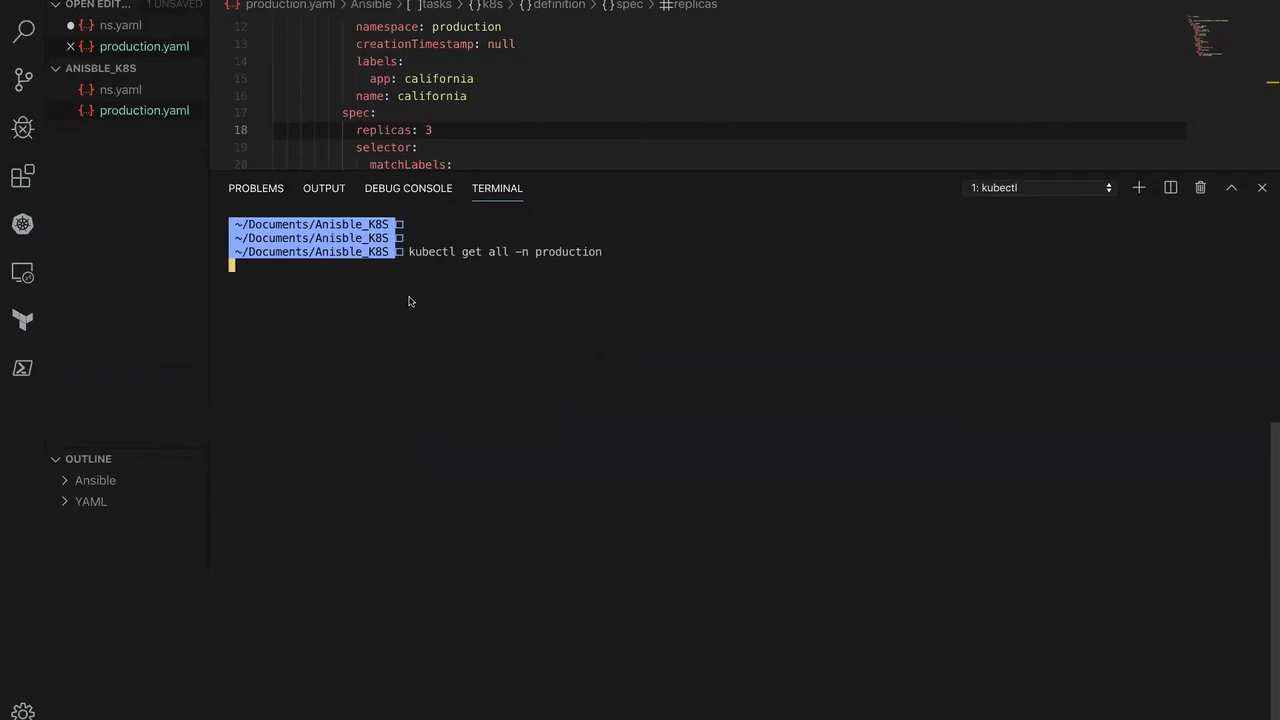 OPEN EDIT... 1 UNSAVED
ns.yaml
production.yaml
ANISBLE_K8S
ns.yaml
production.yaml
OUTLINE
Ansible
YAML
production.yaml > Ansible > [ ]tasks > {}k8s > {}definition > {}spec > replicas
12 namespace: production
13 creationTimestamp: null
14 labels:
15 app: california
16 name: california
17 spec:
18 replicas: 3
19 selector:
20 matchLabels:
PROBLEMS OUTPUT DEBUG CONSOLE TERMINAL 1: kubectl
~/Documents/Anisble_K8S
~/Documents/Anisble_K8S
~/Documents/Anisble_K8S kubectl get all -n production